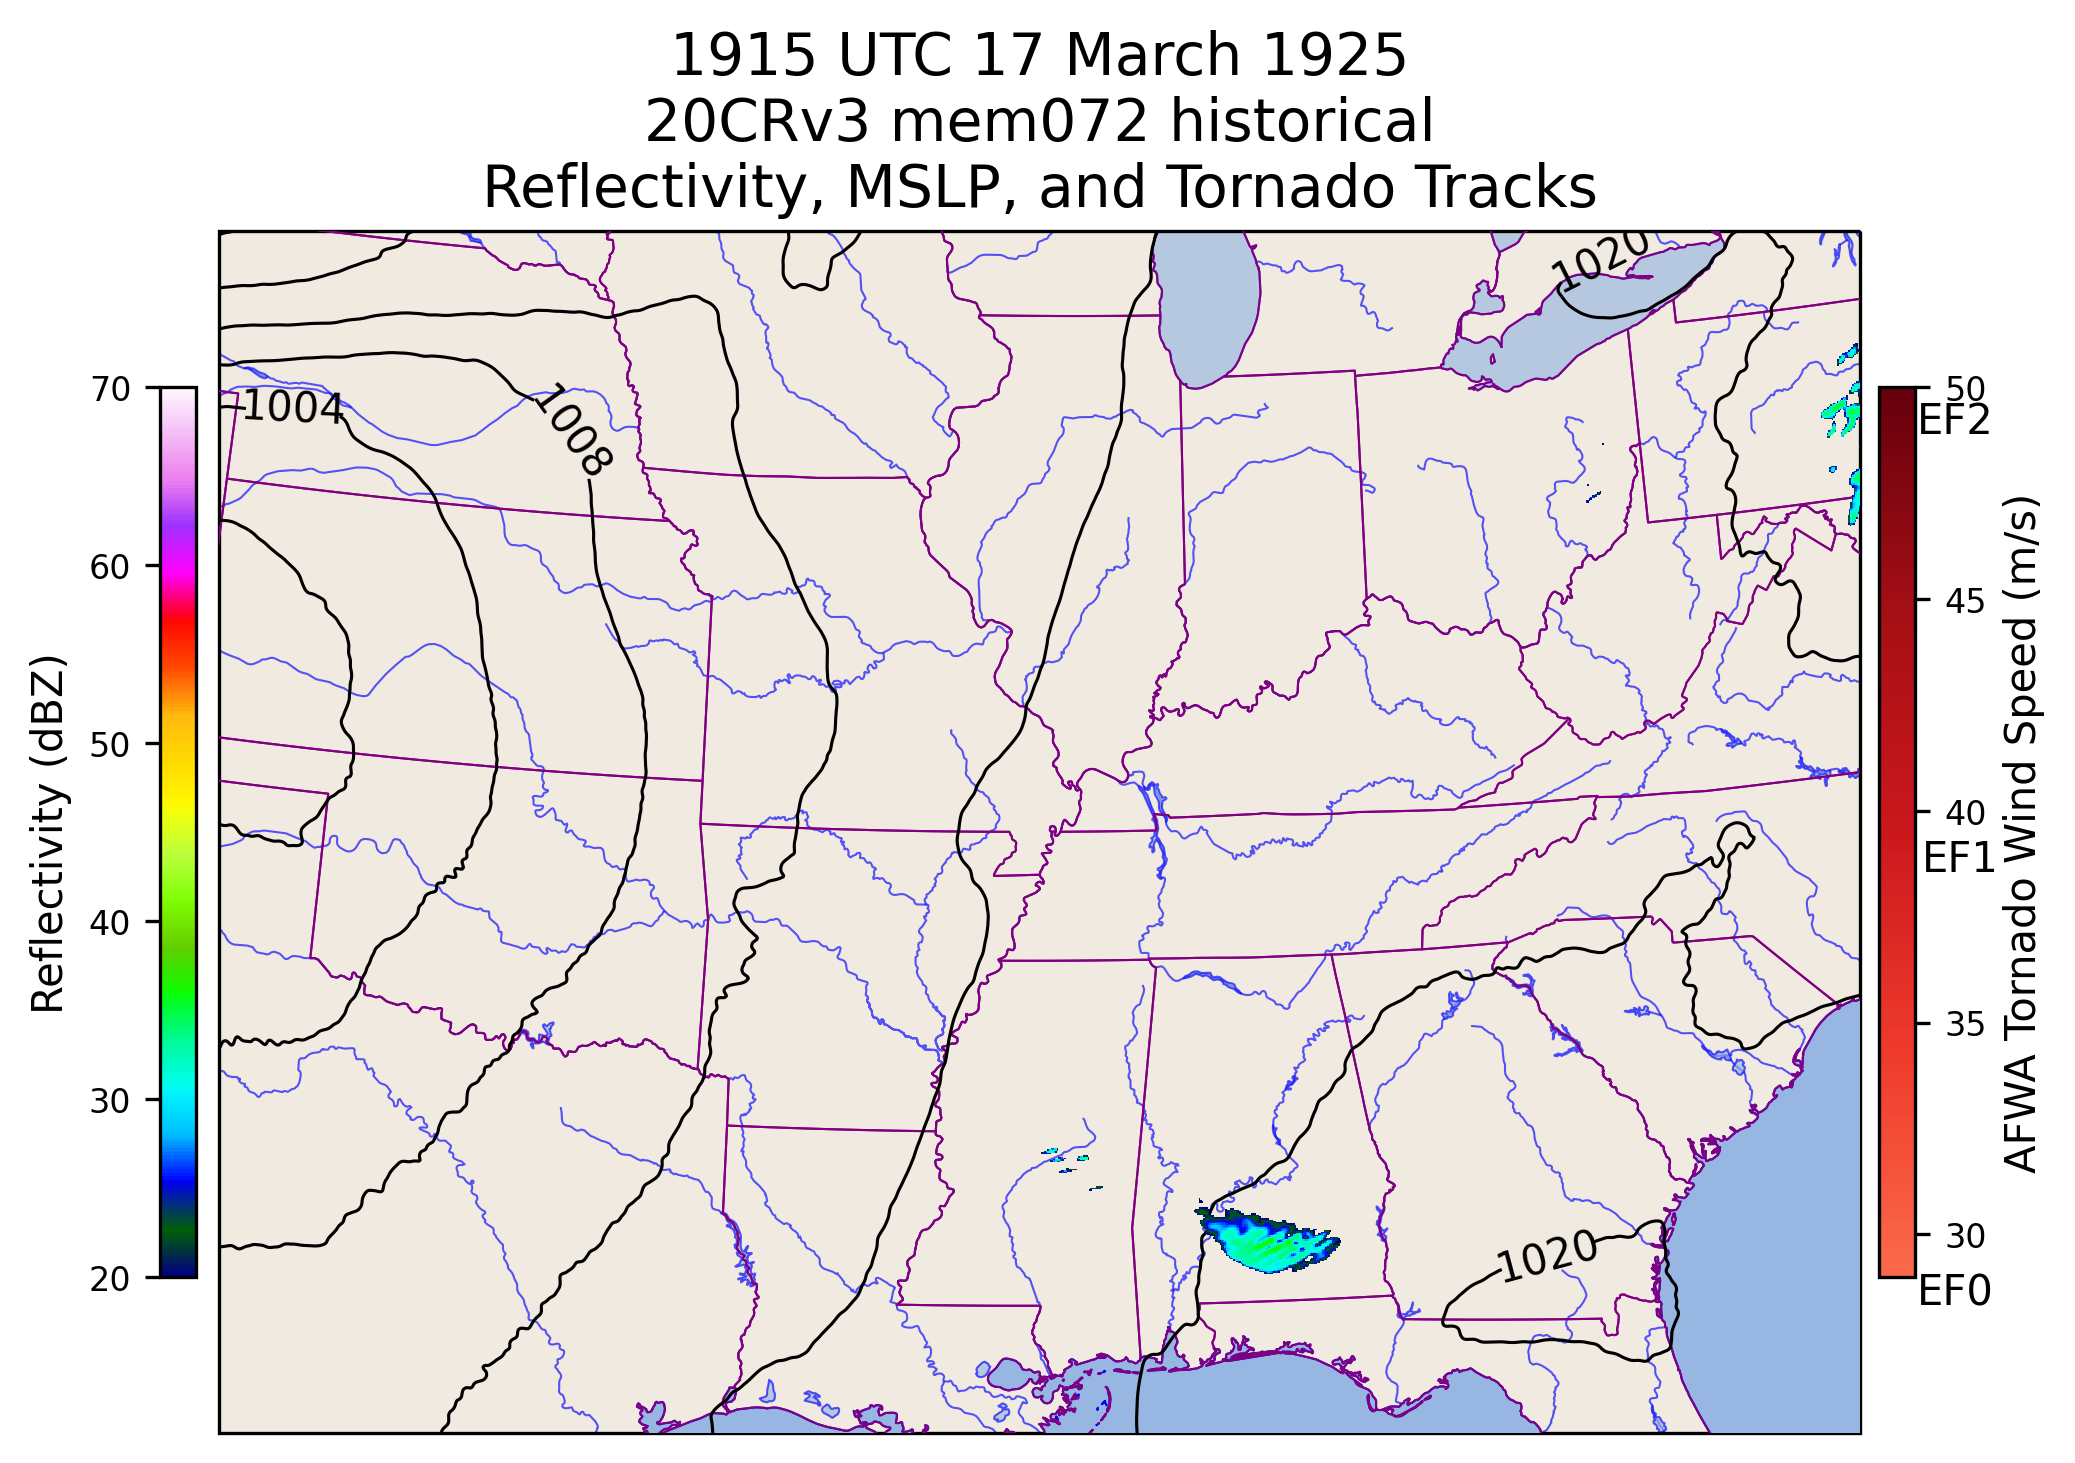 1915 UTC 17 March 1925
20CRv3 mem072 historical
Reflectivity, MSLP, and Tornado Tracks
1020
1004
1008
1020
70
60
50
40
30
20
Reflectivity (dBZ)
50
EF2
45
40
EF1
35
30
EF0
AFWA Tornado Wind Speed (m/s)